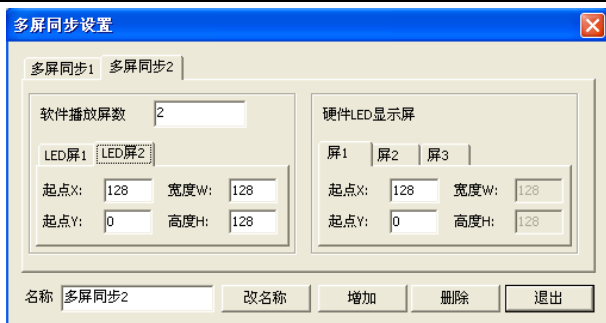 多屏同步设置
多屏同步1 多屏同步2
软件播放屏数 2
LED屏1 LED屏2
起点X: 128 宽度W: 128
起点Y: 0 高度H: 128
硬件LED显示屏
屏1 屏2 屏3
起点X: 128 宽度W: 128
起点Y: 0 高度H: 128
名称 多屏同步2 改名称 增加 删除 退出